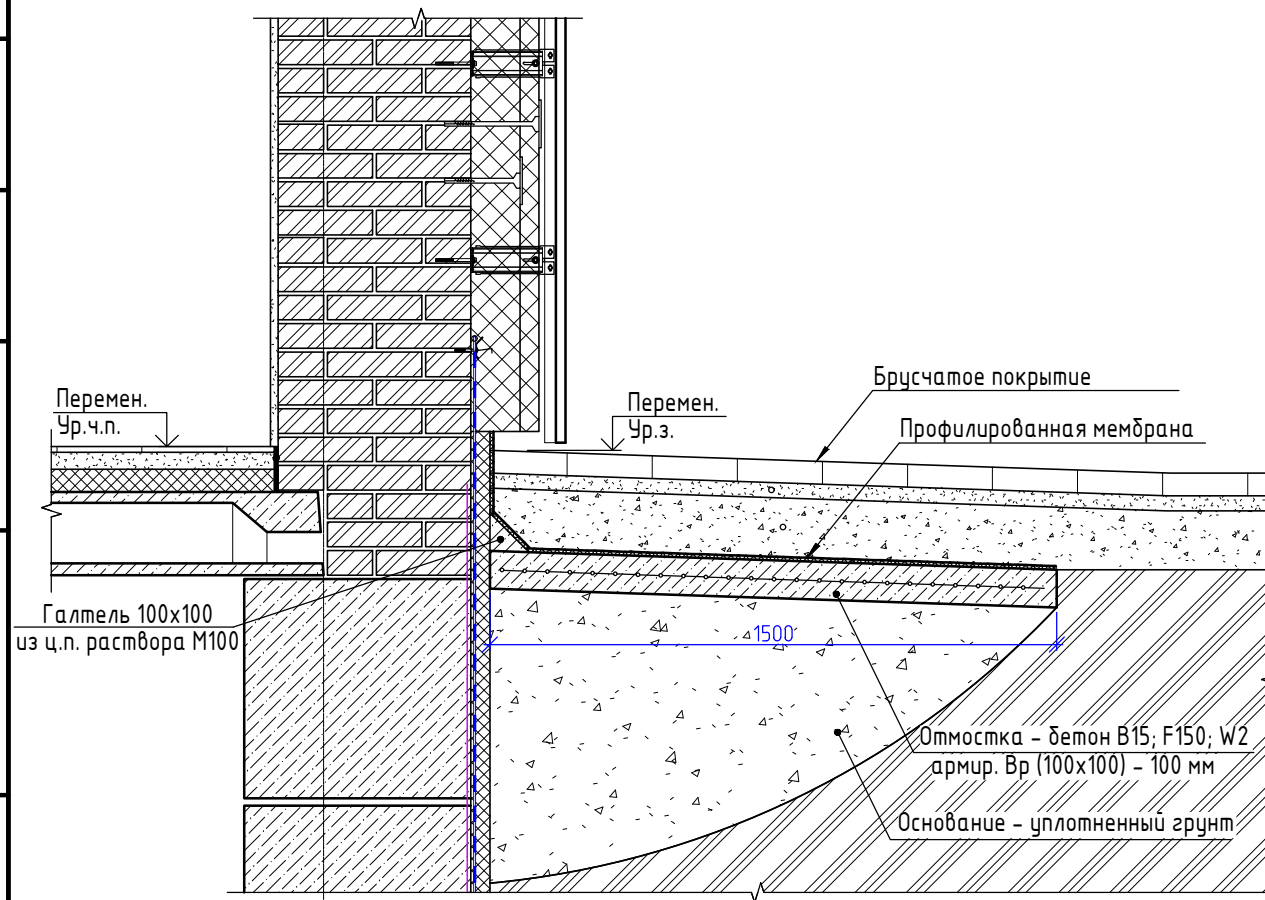 Брусчатое покрытие
Перемен.
Ур.ч.п.
Перемен.
Ур.з.
Профилированная мембрана
Галтель 100х100
из ц.п. раствора М100
1500
Отмостка - бетон В15; F150; W2
армир. Вр (100х100) - 100 мм
Основание - уплотненный грунт